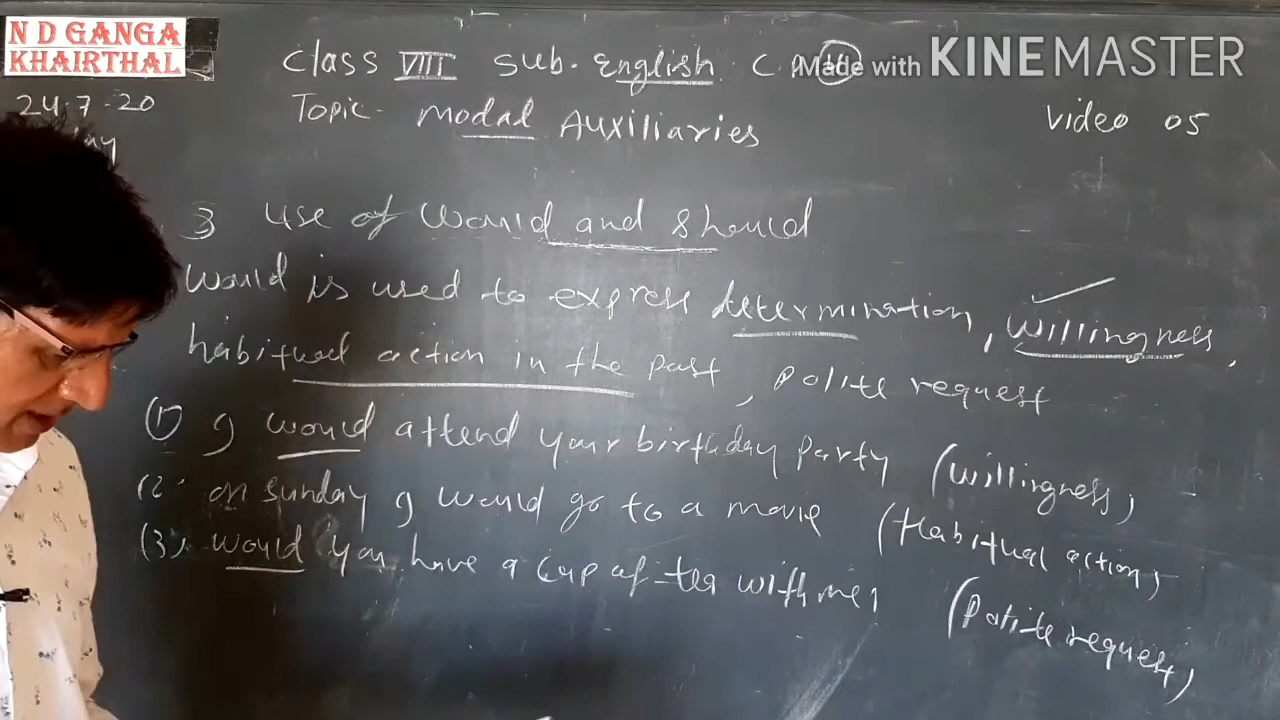 N D GANGA
KHAIRTHAL
Made with KINEMASTER
Class VIII Sub. English C
24.7.20
Topic - Modal Auxiliaries
Video 05
3 use of would and should
would is used to express determination, willingness,
habitual action in the past, Polite request
(1) I would attend your birthday party (willingness)
(2) on sunday I would go to a movie (Habitual action)
(3) would you have a cup of tea with me (Polite request)